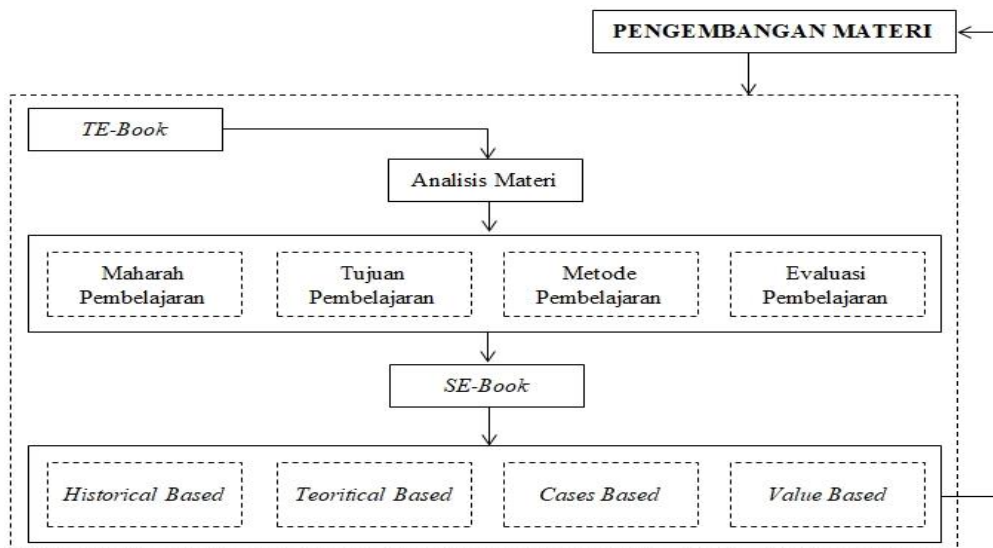 PENGEMBANGAN MATERI
TE-Book
Analisis Materi
Maharah
Pembelajaran
Tujuan
Pembelajaran
Metode
Pembelajaran
Evaluasi
Pembelajaran
SE-Book
Historical Based
Teoritical Based
Cases Based
Value Based